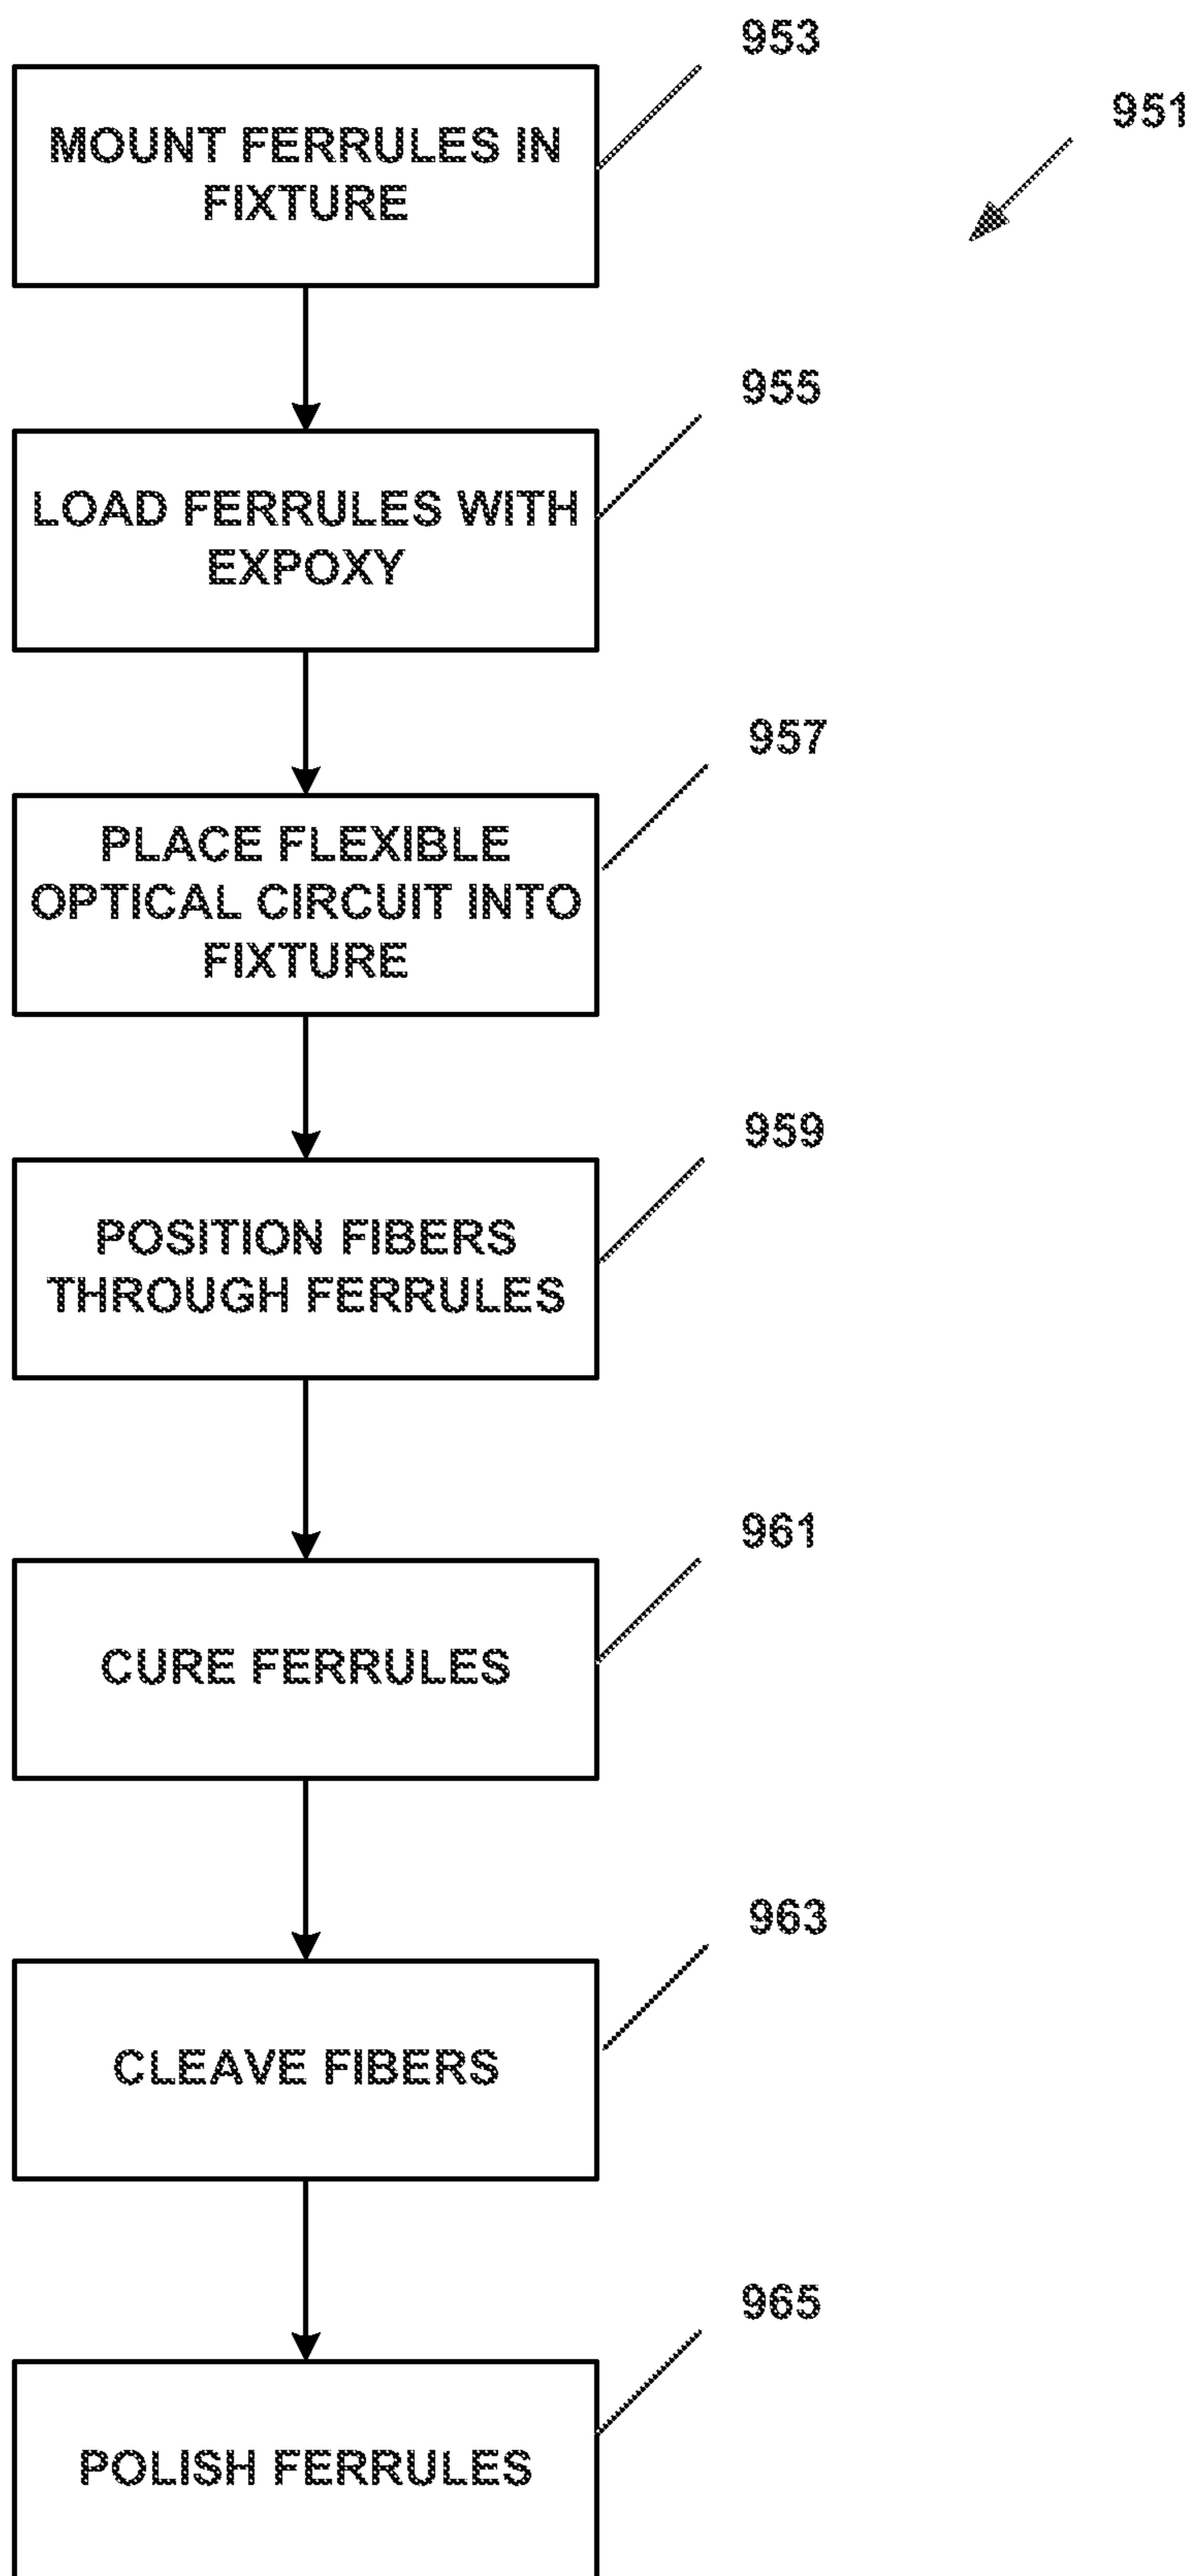 953
951
MOUNT FERRULES IN
FIXTURE
955
LOAD FERRULES WITH
EXPOXY
957
PLACE FLEXIBLE
OPTICAL CIRCUIT INTO
FIXTURE
959
POSITION FIBERS
THROUGH FERRULES
961
CURE FERRULES
963
CLEAVE FIBERS
965
POLISH FERRULES